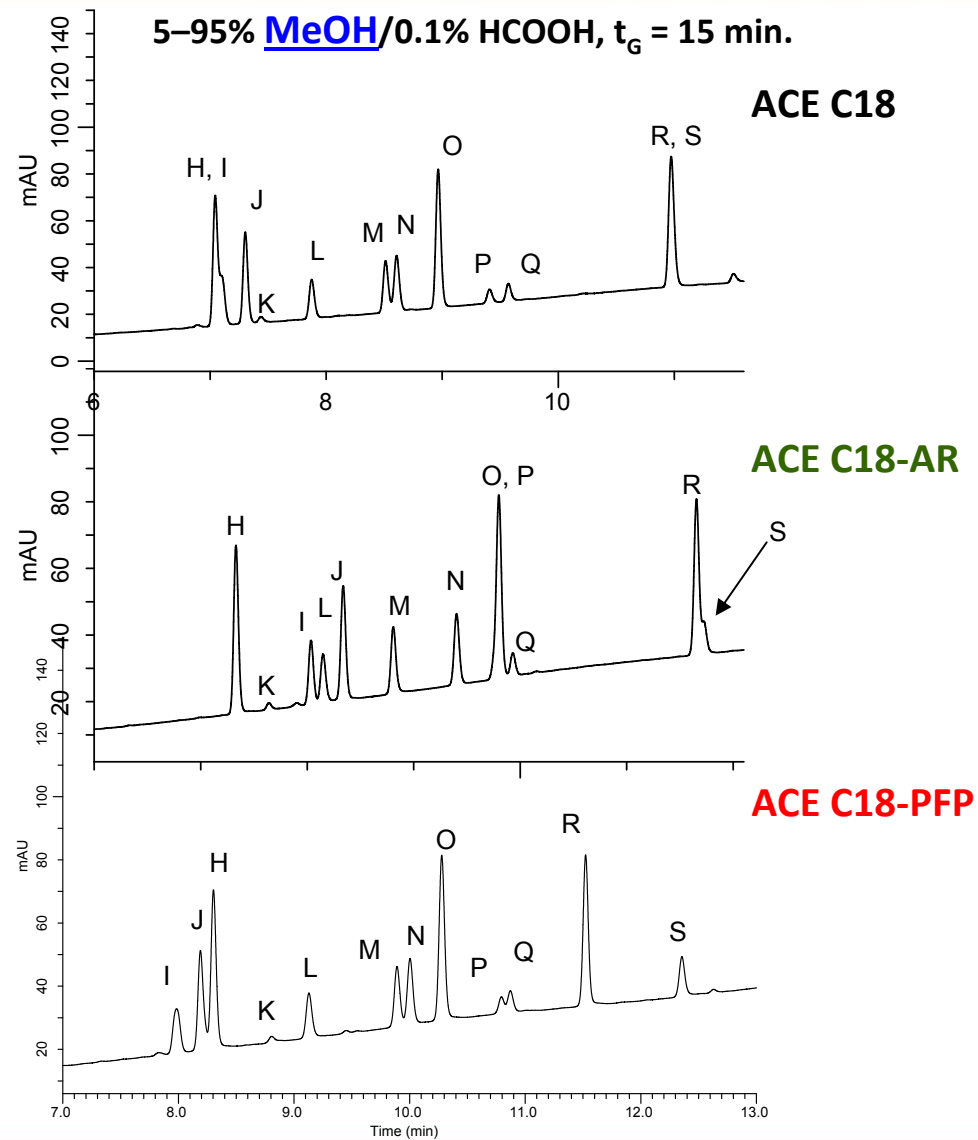 5–95% MeOH/0.1% HCOOH, tG = 15 min.
ACE C18
mAU
140
120
100
80
60
40
20
0
H, I
J
K
L
M
N
O
P
Q
R, S
6
8
10
ACE C18-AR
mAU
100
80
60
40
20
H
K
I
L
J
M
N
O, P
Q
R
S
ACE C18-PFP
mAU
140
120
100
80
60
40
20
I
J
H
K
L
M
N
O
P
Q
R
S
7.0
8.0
9.0
10.0
11.0
12.0
13.0
Time (min)